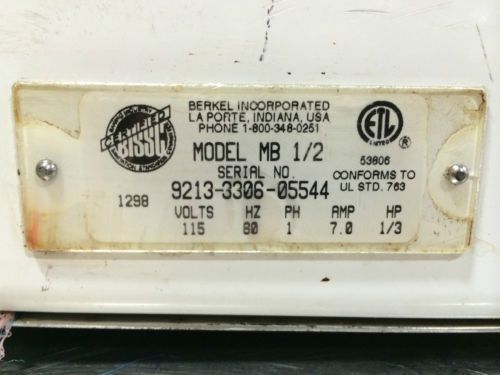 BERKEL INCORPORATED
LA PORTE, INDIANA, USA
PHONE 1-800-348-0251
BISSC
ETL
®
MODEL MB 1/2
SERIAL NO.
53806
CONFORMS TO
UL STD. 763
9213-3306-05544
1298
VOLTS HZ PH AMP HP
115 60 1 7.0 1/3